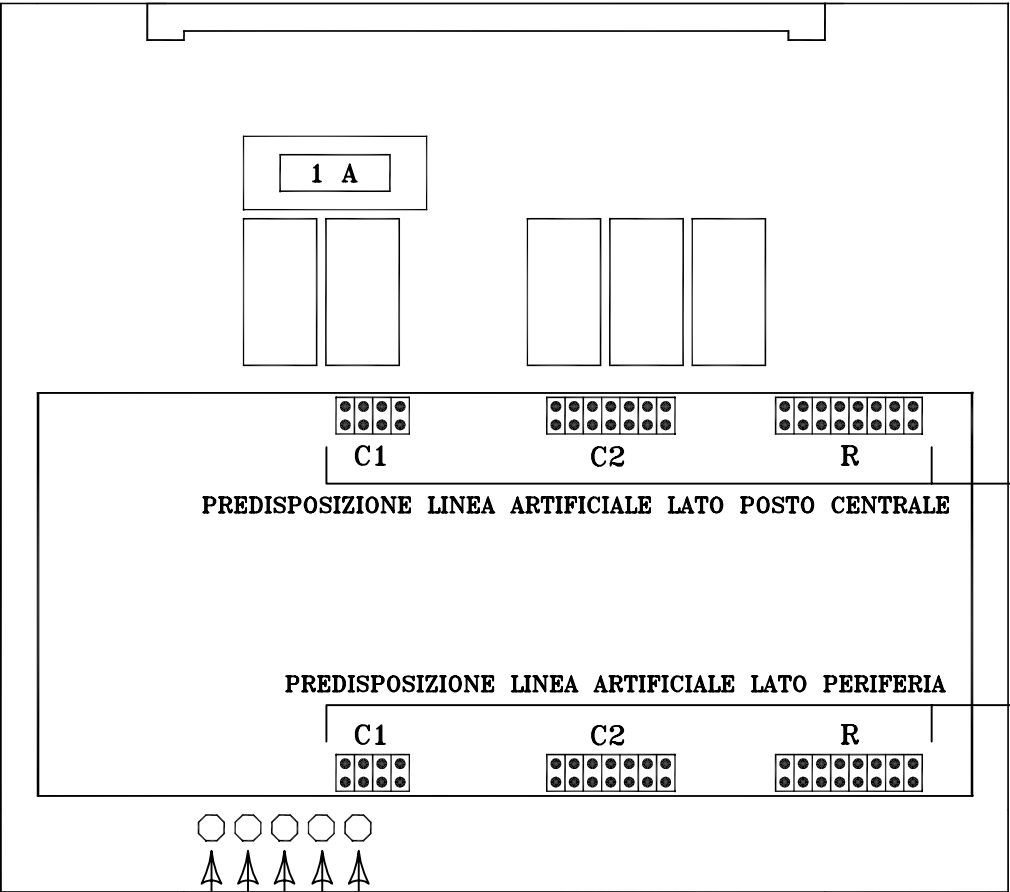 1 A
C1 C2 R
PREDISPOSIZIONE LINEA ARTIFICIALE LATO POSTO CENTRALE
PREDISPOSIZIONE LINEA ARTIFICIALE LATO PERIFERIA
C1 C2 R